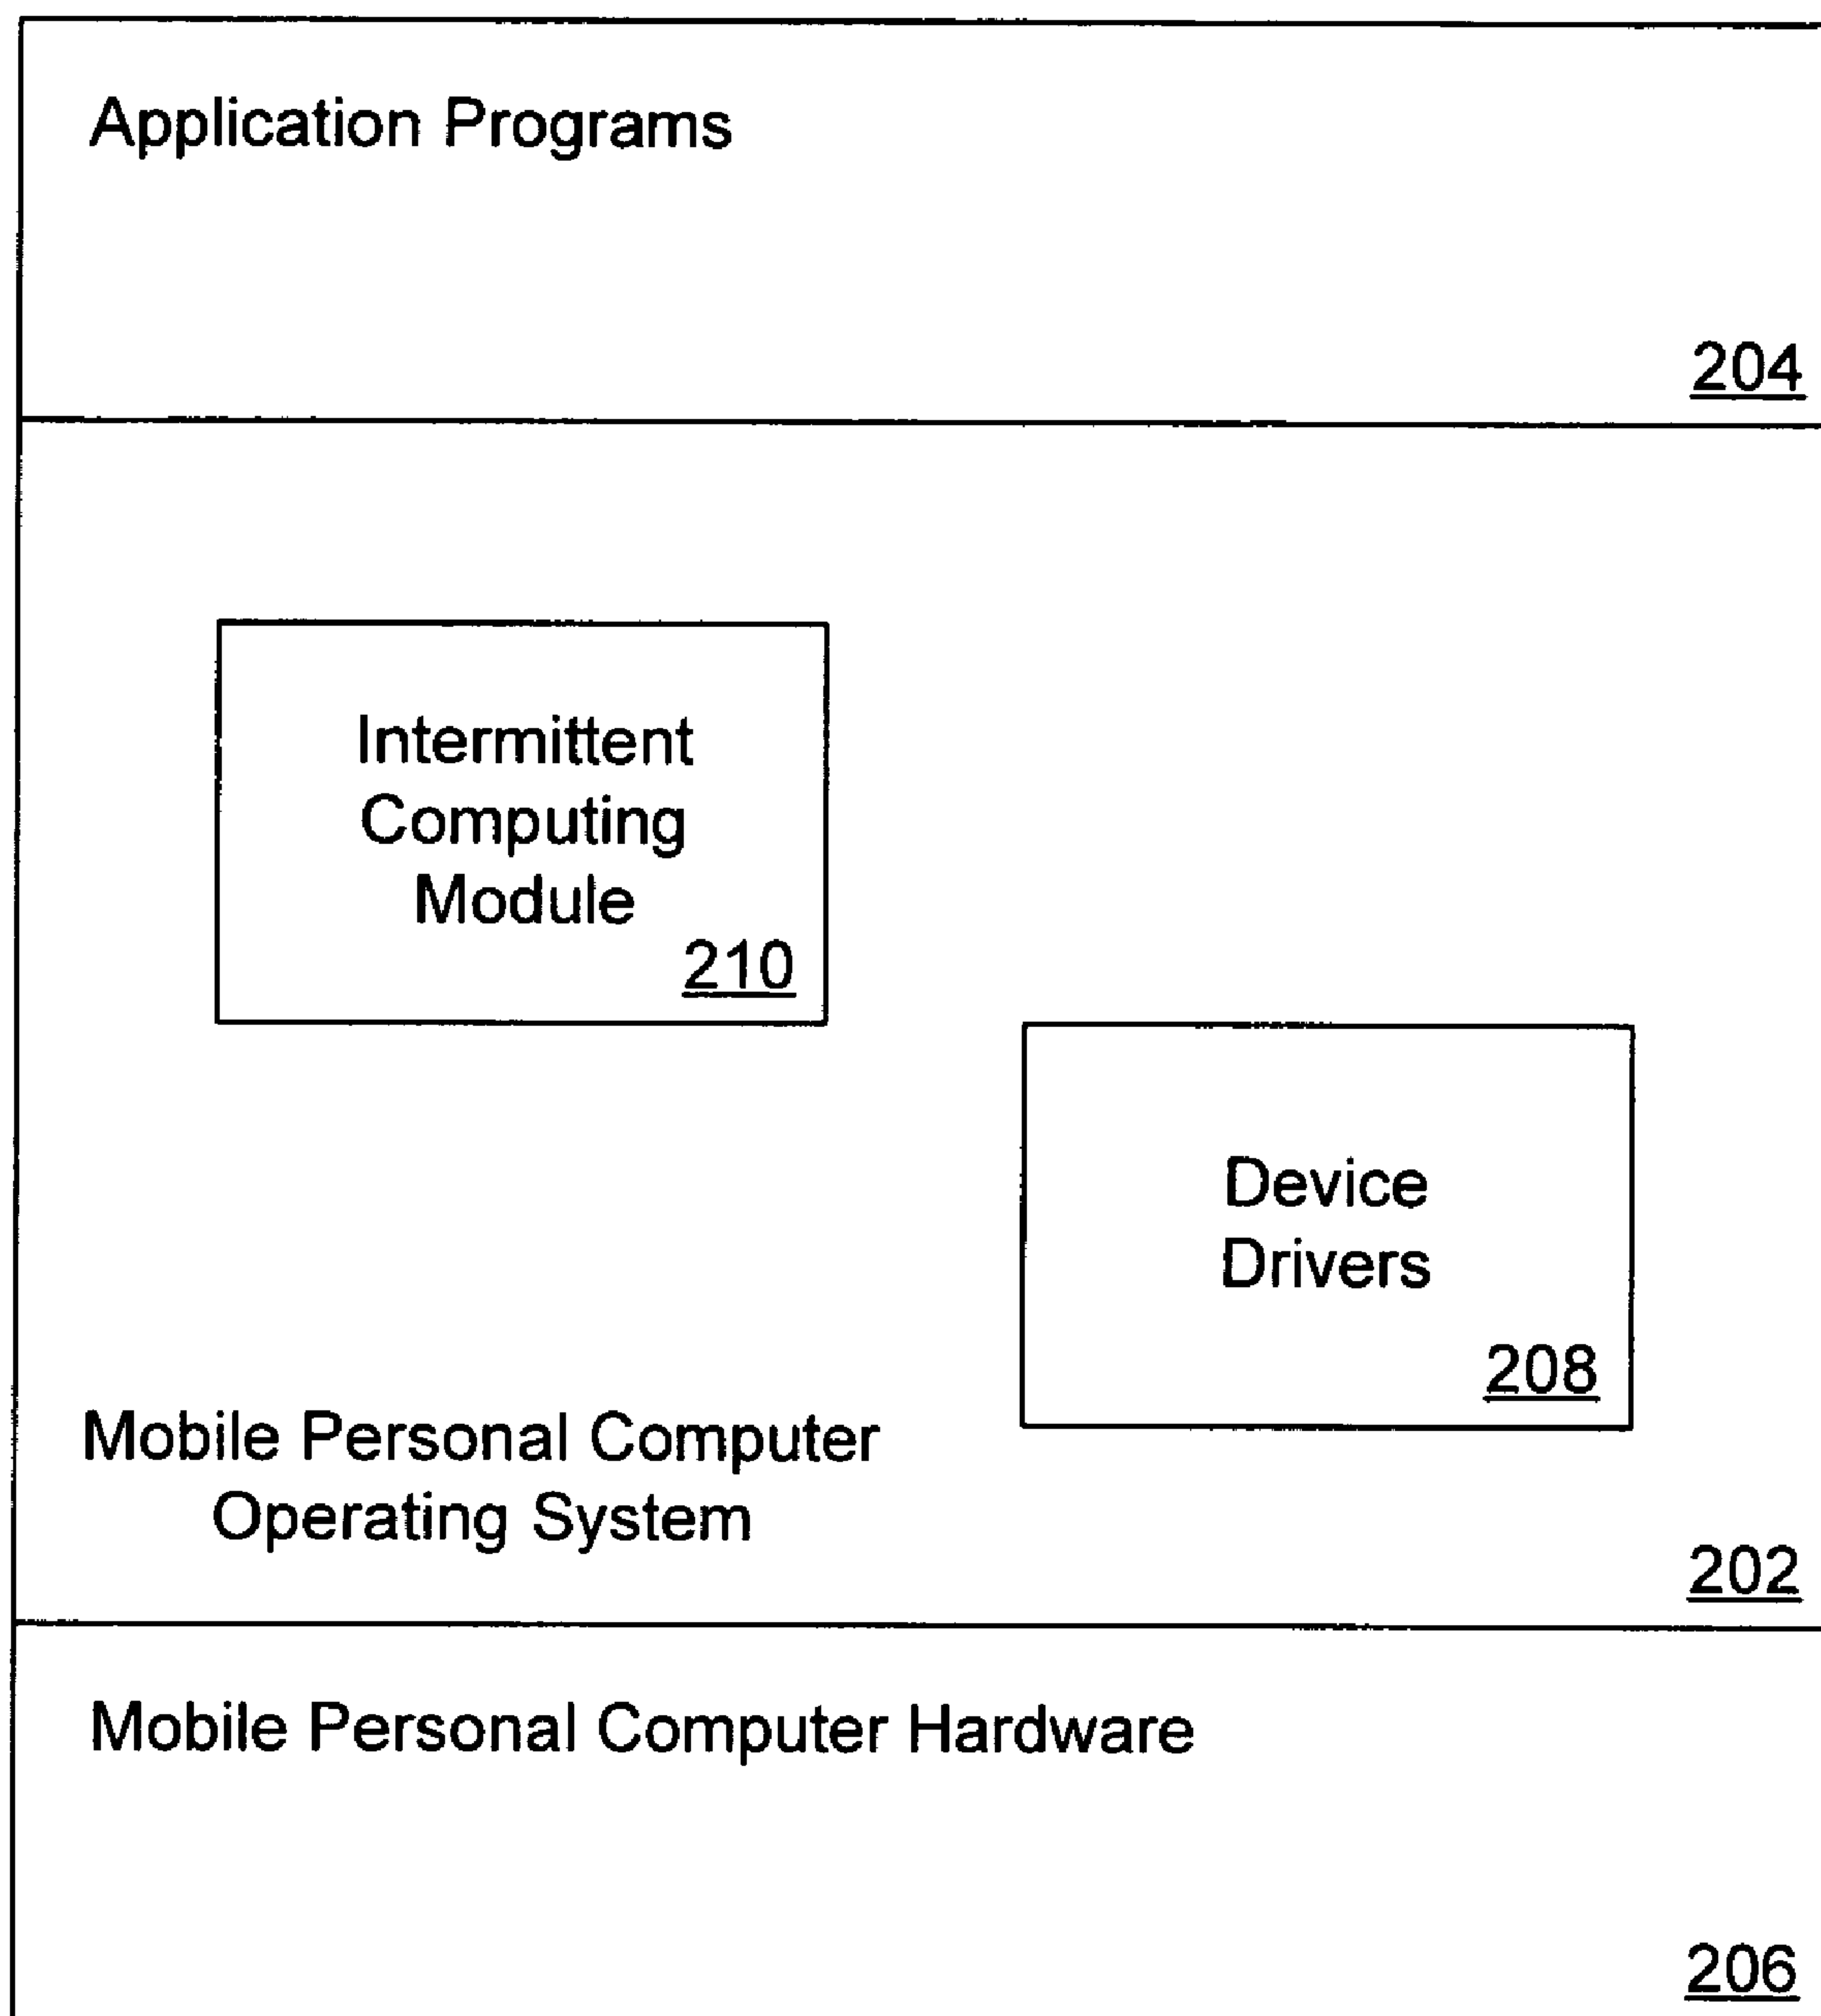 Application Programs
204
Intermittent
Computing
Module
210
Device
Drivers
208
Mobile Personal Computer
Operating System
202
Mobile Personal Computer Hardware
206